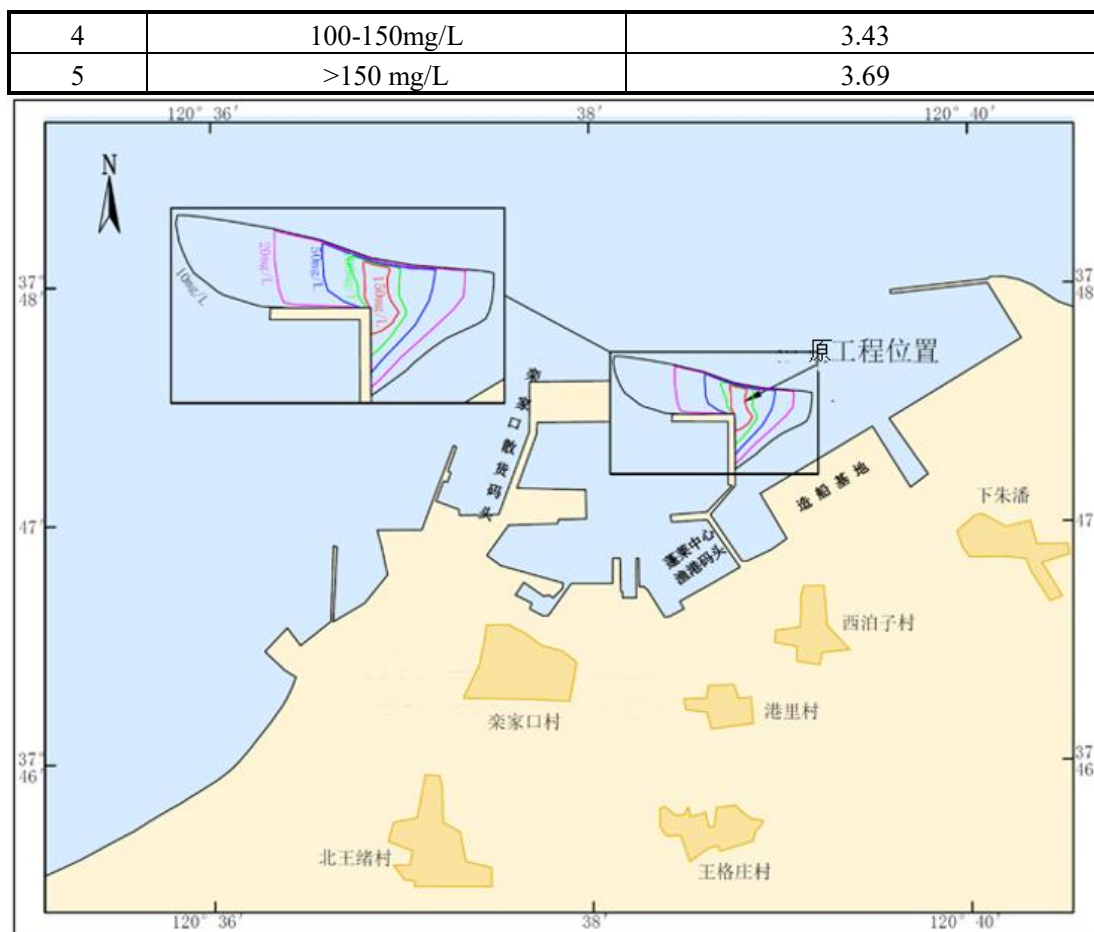 4 100-150mg/L 3.43
5 >150 mg/L 3.69
120° 36′ 38′ 120° 40′
N
10mg/L
20mg/L
50mg/L
150mg/L
37° 48′
37° 48′
原工程位置
栾家口散货码头
造船基地
下朱潘
47′
47′
蓬莱中心
渔港码头
西泊子村
港里村
栾家口村
37° 46′
37° 46′
北王绪村
王格庄村
120° 36′ 38′ 120° 40′